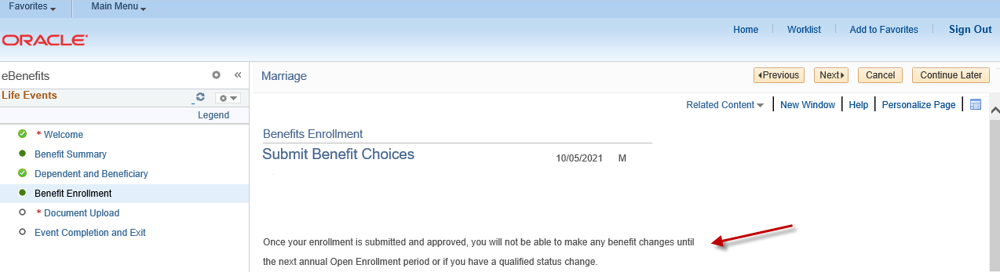 Favorites Main Menu
ORACLE
Home Worklist Add to Favorites Sign Out
eBenefits «
Marriage Previous Next Cancel Continue Later
Life Events
Related Content New Window Help Personalize Page
Legend
* Welcome
Benefit Summary
Dependent and Beneficiary
Benefit Enrollment
* Document Upload
Event Completion and Exit
Benefits Enrollment
Submit Benefit Choices 10/05/2021 M
Once your enrollment is submitted and approved, you will not be able to make any benefit changes until
the next annual Open Enrollment period or if you have a qualified status change.